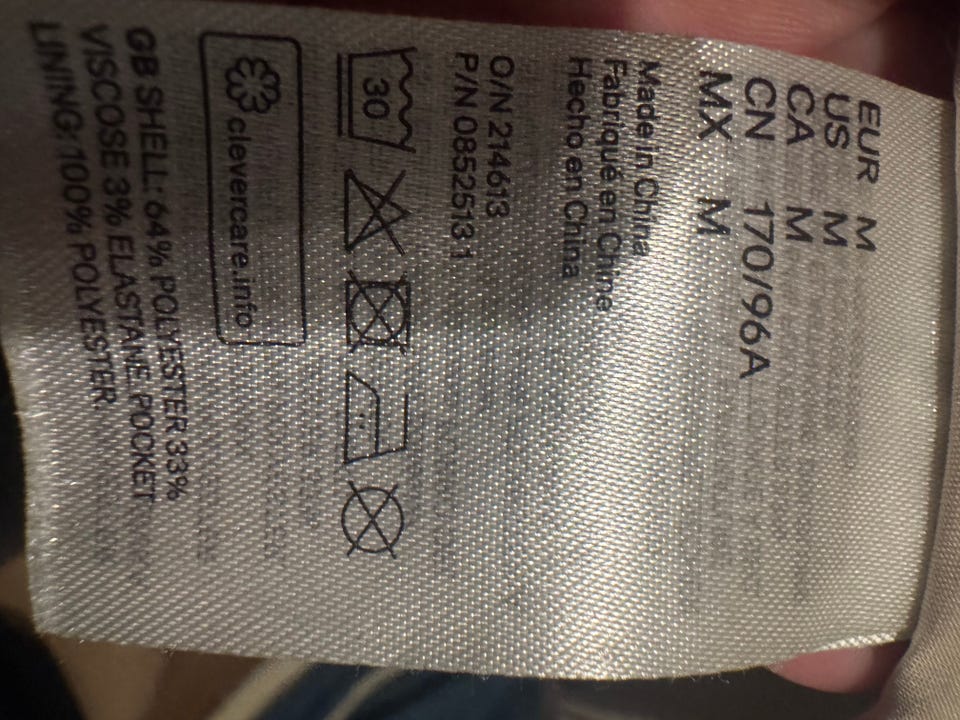 EUR M
US M
CA M
CN 170/96A
MX M
Made in China
Fabriqué en Chine
Hecho en China
O/N 214613
P/N 0852513 1
30
clevercare.info
GB SHELL: 64% POLYESTER 33%
VISCOSE 3% ELASTANE. POCKET
LINING: 100% POLYESTER.